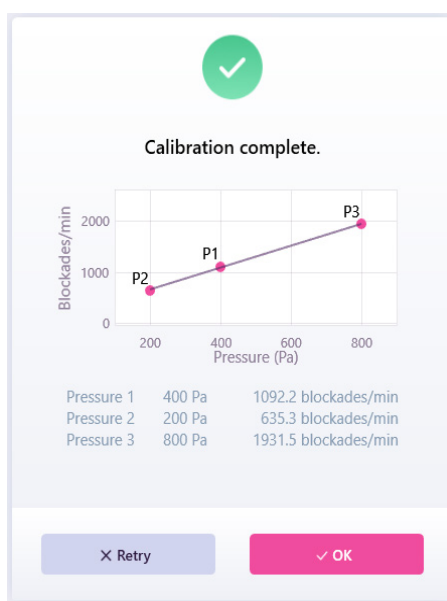 Calibration complete.
Blockades/min
2000
1000
0
P2
P1
P3
200 400 600 800
Pressure (Pa)
Pressure 1 400 Pa 1092.2 blockades/min
Pressure 2 200 Pa 635.3 blockades/min
Pressure 3 800 Pa 1931.5 blockades/min
Retry
OK